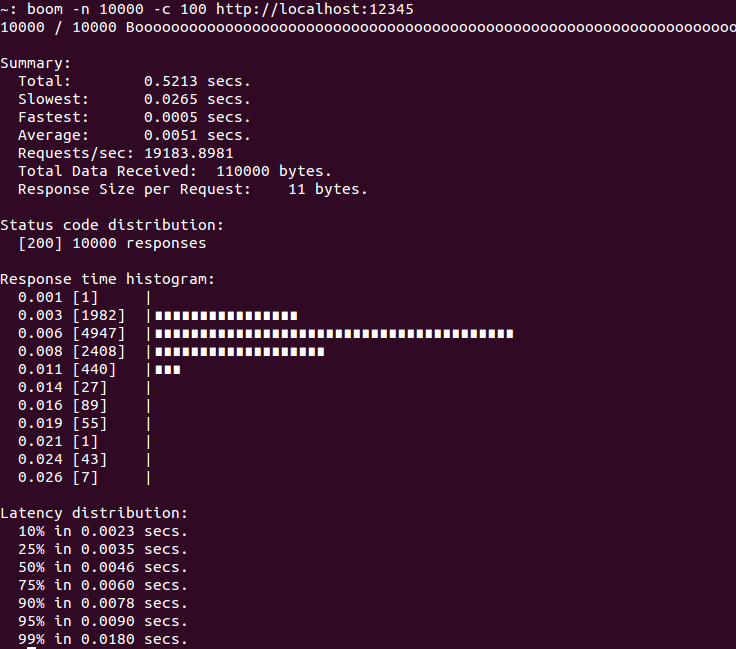 ~: boom -n 10000 -c 100 http://localhost:12345
10000 / 10000 Booooooooooooooooooooooooooooooooooooooooooooooooooooooooooooooooooo
Summary:
  Total:        0.5213 secs.
  Slowest:      0.0265 secs.
  Fastest:      0.0005 secs.
  Average:      0.0051 secs.
  Requests/sec: 19183.8981
  Total Data Received:  110000 bytes.
  Response Size per Request:    11 bytes.
Status code distribution:
  [200] 10000 responses
Response time histogram:
  0.001 [1]     |
  0.003 [1982]  |∎∎∎∎∎∎∎∎∎∎∎∎∎∎∎∎
  0.006 [4947]  |∎∎∎∎∎∎∎∎∎∎∎∎∎∎∎∎∎∎∎∎∎∎∎∎∎∎∎∎∎∎∎∎∎∎∎∎∎∎∎∎
  0.008 [2408]  |∎∎∎∎∎∎∎∎∎∎∎∎∎∎∎∎∎∎∎
  0.011 [440]   |∎∎∎
  0.014 [27]    |
  0.016 [89]    |
  0.019 [55]    |
  0.021 [1]     |
  0.024 [43]    |
  0.026 [7]     |
Latency distribution:
  10% in 0.0023 secs.
  25% in 0.0035 secs.
  50% in 0.0046 secs.
  75% in 0.0060 secs.
  90% in 0.0078 secs.
  95% in 0.0090 secs.
  99% in 0.0180 secs.